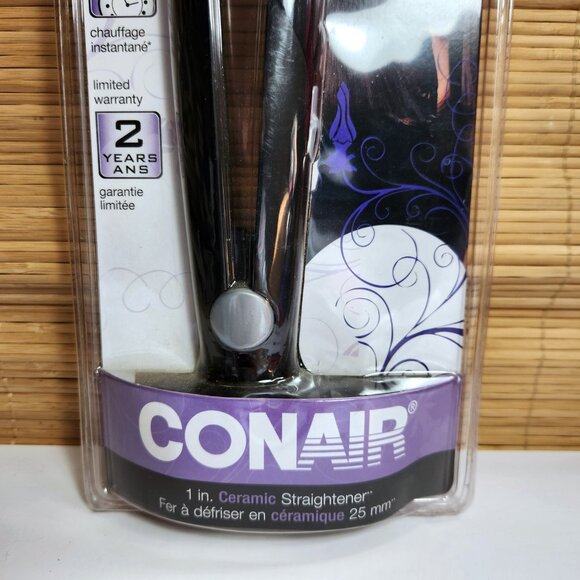 chauffage
instantané*
limited
warranty
2
YEARS
ANS
garantie
limitée
CONAIR®
1 in. Ceramic Straightener**
Fer à défriser en céramique 25 mm**